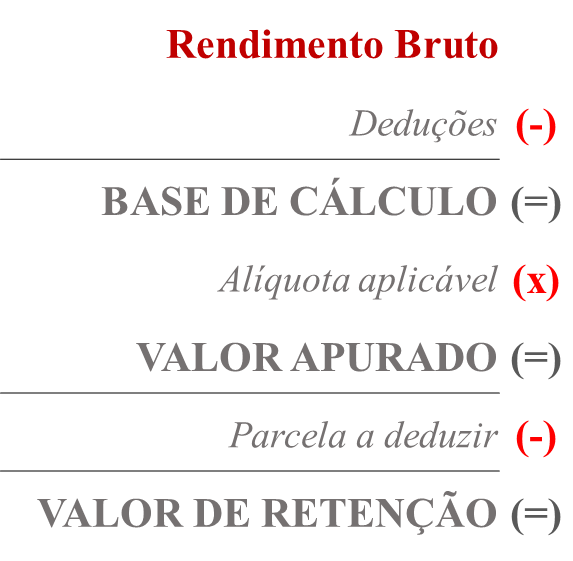 Rendimento Bruto
Deduções (-)
BASE DE CÁLCULO (=)
Alíquota aplicável (x)
VALOR APURADO (=)
Parcela a deduzir (-)
VALOR DE RETENÇÃO (=)